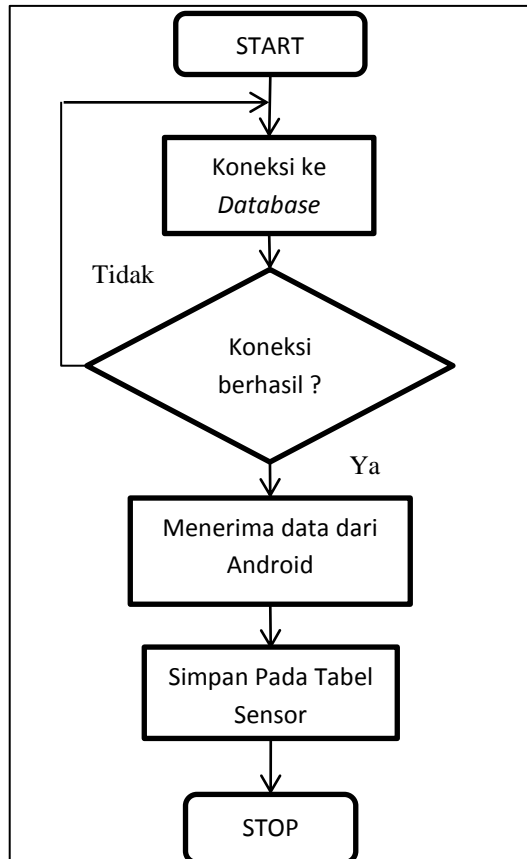 START
Koneksi ke
Database
Tidak
Koneksi
berhasil ?
Ya
Menerima data dari
Android
Simpan Pada Tabel
Sensor
STOP